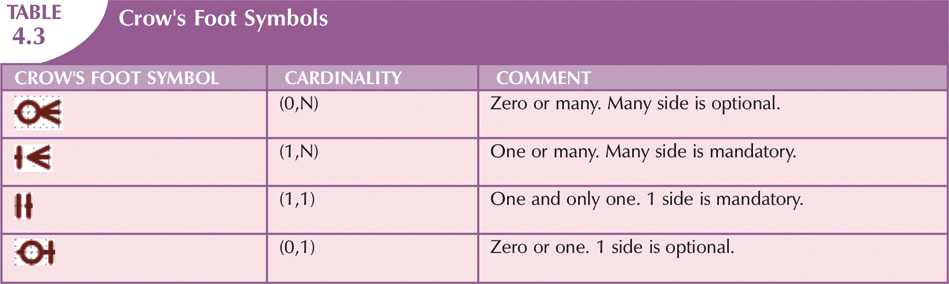 TABLE
4.3
Crow's Foot Symbols
CROW'S FOOT SYMBOL CARDINALITY COMMENT
(0,N) Zero or many. Many side is optional.
(1,N) One or many. Many side is mandatory.
(1,1) One and only one. 1 side is mandatory.
(0,1) Zero or one. 1 side is optional.